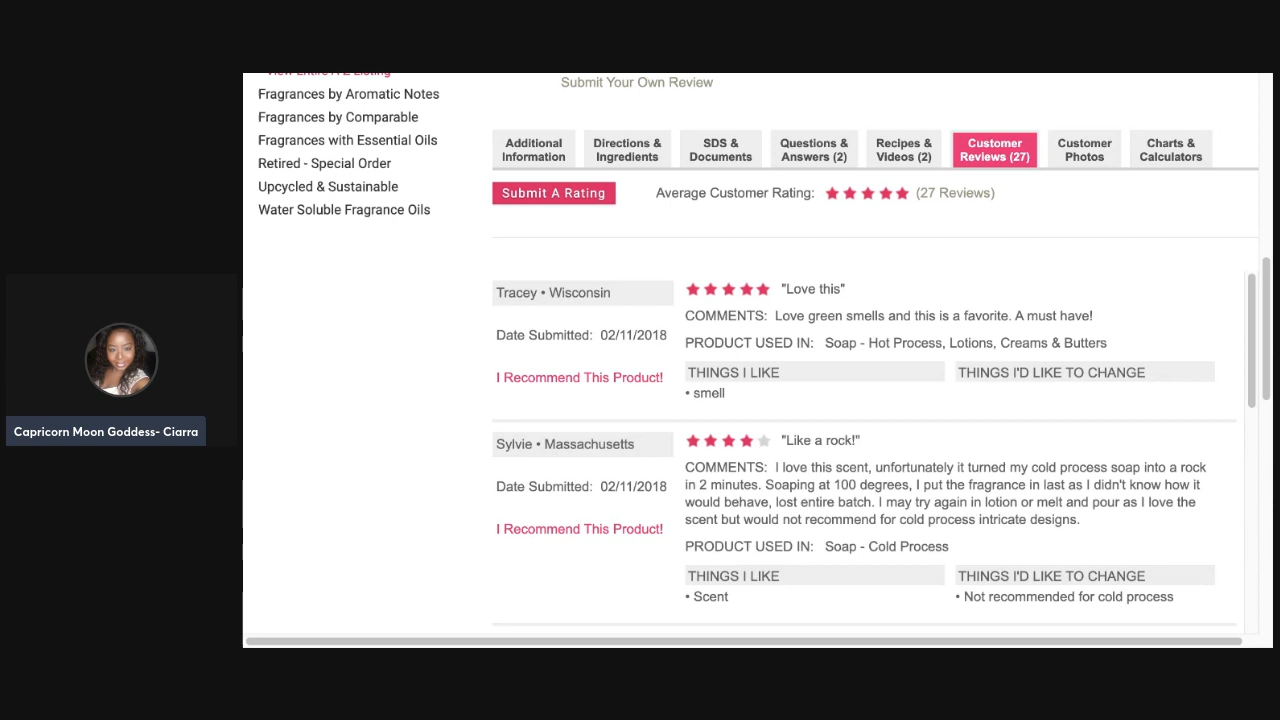 View Entire A-Z Listing
Fragrances by Aromatic Notes
Fragrances by Comparable
Fragrances with Essential Oils
Retired - Special Order
Upcycled & Sustainable
Water Soluble Fragrance Oils
Capricorn Moon Goddess- Ciarra
Submit Your Own Review
Additional Information
Directions & Ingredients
SDS & Documents
Questions & Answers (2)
Recipes & Videos (2)
Customer Reviews (27)
Customer Photos
Charts & Calculators
Submit A Rating
Average Customer Rating: (27 Reviews)
Tracey • Wisconsin
Date Submitted: 02/11/2018
I Recommend This Product!
"Love this"
COMMENTS: Love green smells and this is a favorite. A must have!
PRODUCT USED IN: Soap - Hot Process, Lotions, Creams & Butters
THINGS I LIKE
• smell
THINGS I'D LIKE TO CHANGE
Sylvie • Massachusetts
Date Submitted: 02/11/2018
I Recommend This Product!
"Like a rock!"
COMMENTS: I love this scent, unfortunately it turned my cold process soap into a rock
in 2 minutes. Soaping at 100 degrees, I put the fragrance in last as I didn't know how it
would behave, lost entire batch. I may try again in lotion or melt and pour as I love the
scent but would not recommend for cold process intricate designs.
PRODUCT USED IN: Soap - Cold Process
THINGS I LIKE
• Scent
THINGS I'D LIKE TO CHANGE
• Not recommended for cold process